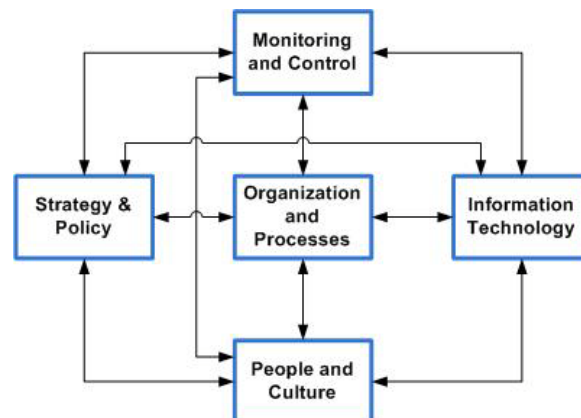 Monitoring
and Control
Strategy &
Policy
Organization
and
Processes
Information
Technology
People and
Culture